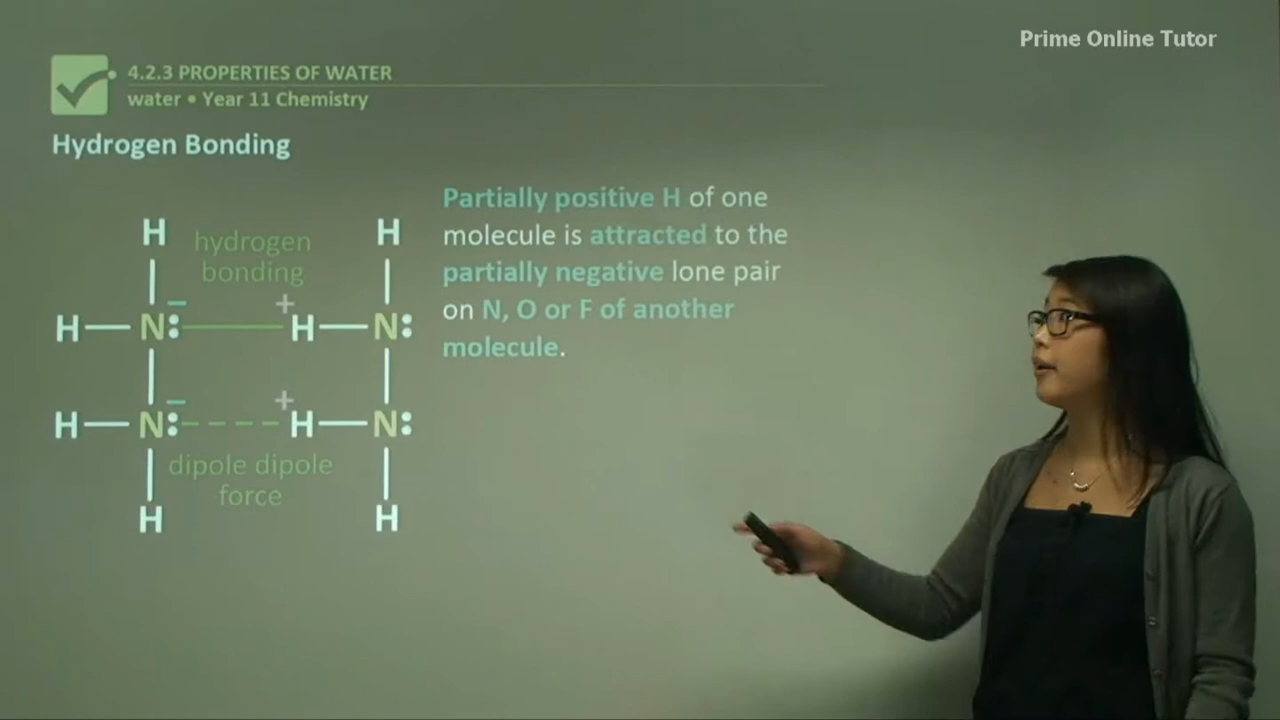 Prime Online Tutor
4.2.3 PROPERTIES OF WATER
water • Year 11 Chemistry
Hydrogen Bonding
H H
hydrogen
bonding
− +
H N: H N:
− +
H N: H N:
dipole dipole
force
H H
Partially positive H of one
molecule is attracted to the
partially negative lone pair
on N, O or F of another
molecule.